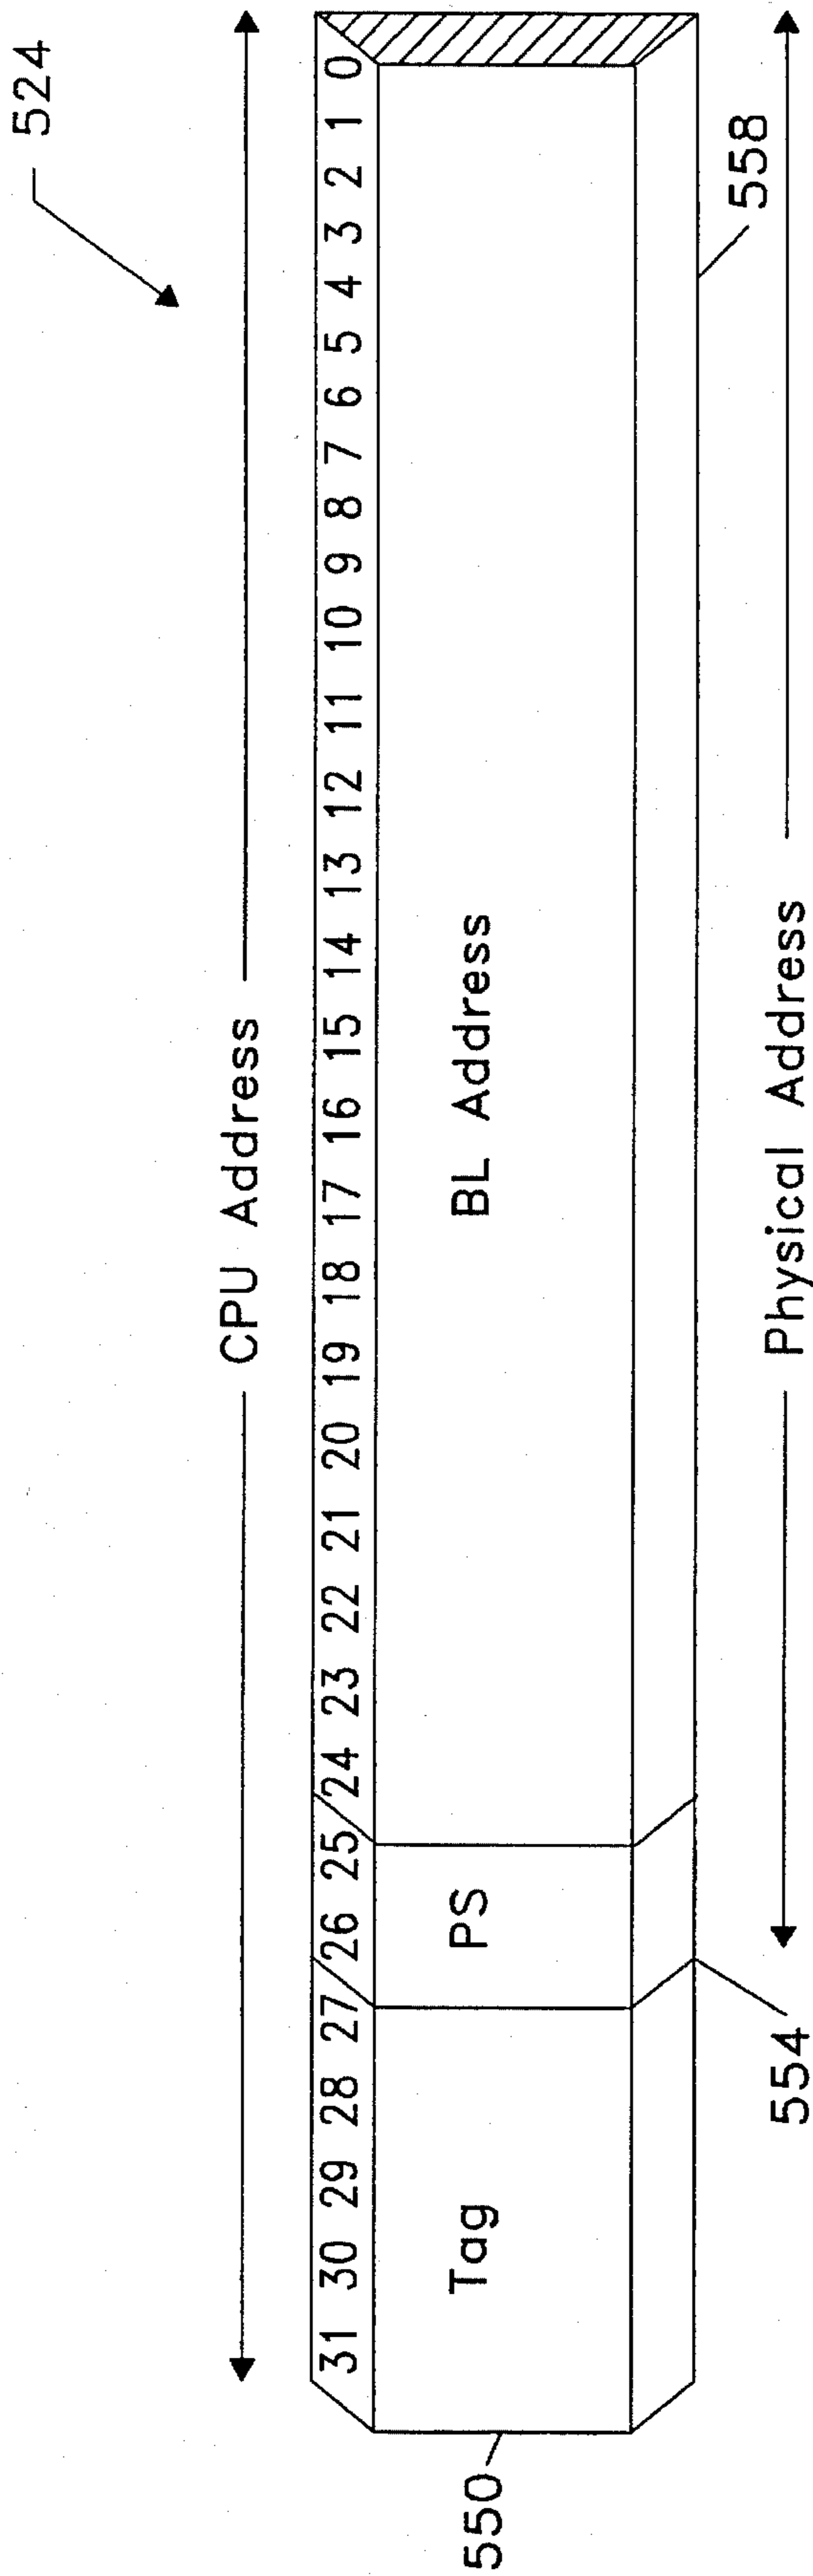 524
CPU Address
31 30 29 28 27 26 25 24 23 22 21 20 19 18 17 16 15 14 13 12 11 10 9 8 7 6 5 4 3 2 1 0
550
Tag
PS
BL Address
554
Physical Address
558